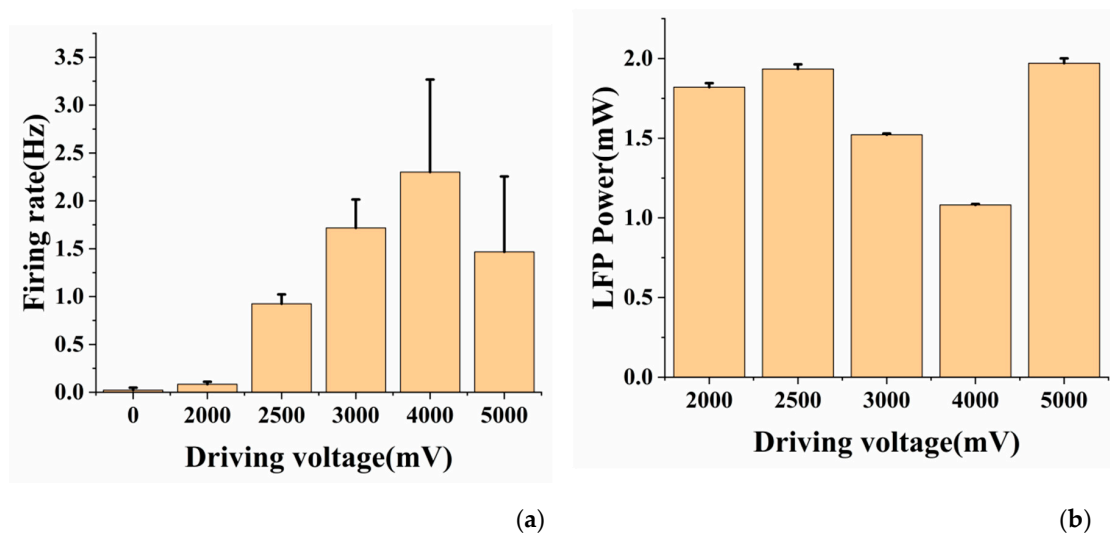 Firing rate(Hz)
3.5
3.0
2.5
2.0
1.5
1.0
0.5
0.0
0 2000 2500 3000 4000 5000
Driving voltage(mV)
(a)
LFP Power(mW)
2.0
1.5
1.0
0.5
0.0
2000 2500 3000 4000 5000
Driving voltage(mV)
(b)